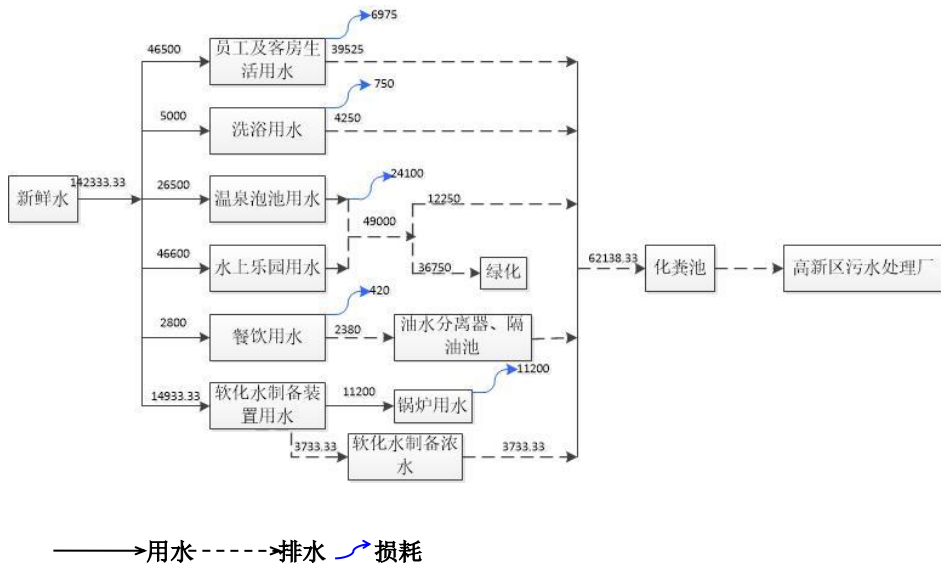 6975
46500
员工及客房生
活用水
39525
750
5000
洗浴用水
4250
新鲜水
142333.33
26500
温泉泡池用水
24100
12250
49000
46600
水上乐园用水
36750
绿化
62138.33
化粪池
高新区污水处理厂
420
2800
餐饮用水
2380
油水分离器、隔
油池
11200
14933.33
软化水制备装
置用水
11200
锅炉用水
3733.33
软化水制备浓
水
3733.33
用水
排水
损耗